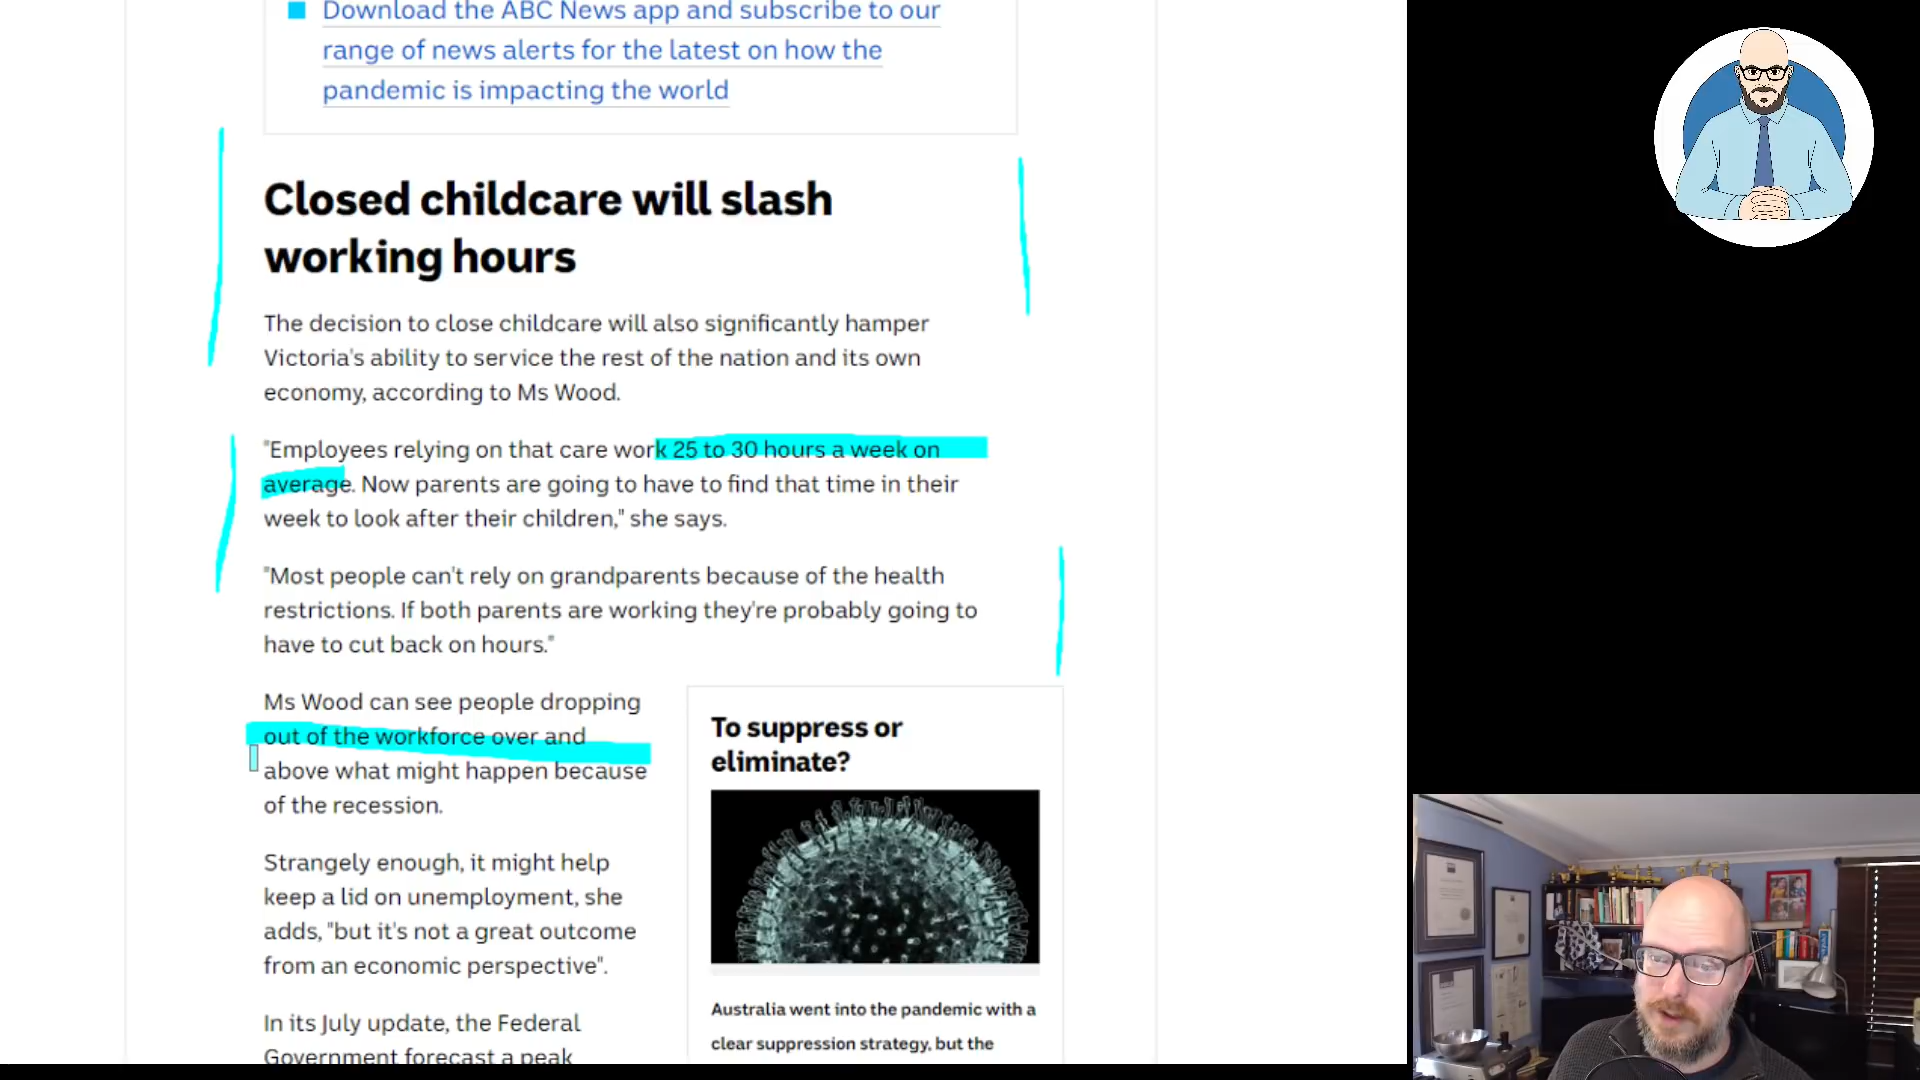 Download the ABC News app and subscribe to our
range of news alerts for the latest on how the
pandemic is impacting the world
Closed childcare will slash
working hours
The decision to close childcare will also significantly hamper
Victoria's ability to service the rest of the nation and its own
economy, according to Ms Wood.
"Employees relying on that care work 25 to 30 hours a week on
average. Now parents are going to have to find that time in their
week to look after their children," she says.
"Most people can't rely on grandparents because of the health
restrictions. If both parents are working they're probably going to
have to cut back on hours."
Ms Wood can see people dropping
out of the workforce over and
above what might happen because
of the recession.
Strangely enough, it might help
keep a lid on unemployment, she
adds, "but it's not a great outcome
from an economic perspective".
In its July update, the Federal
Government forecast a peak
To suppress or
eliminate?
Australia went into the pandemic with a
clear suppression strategy, but the